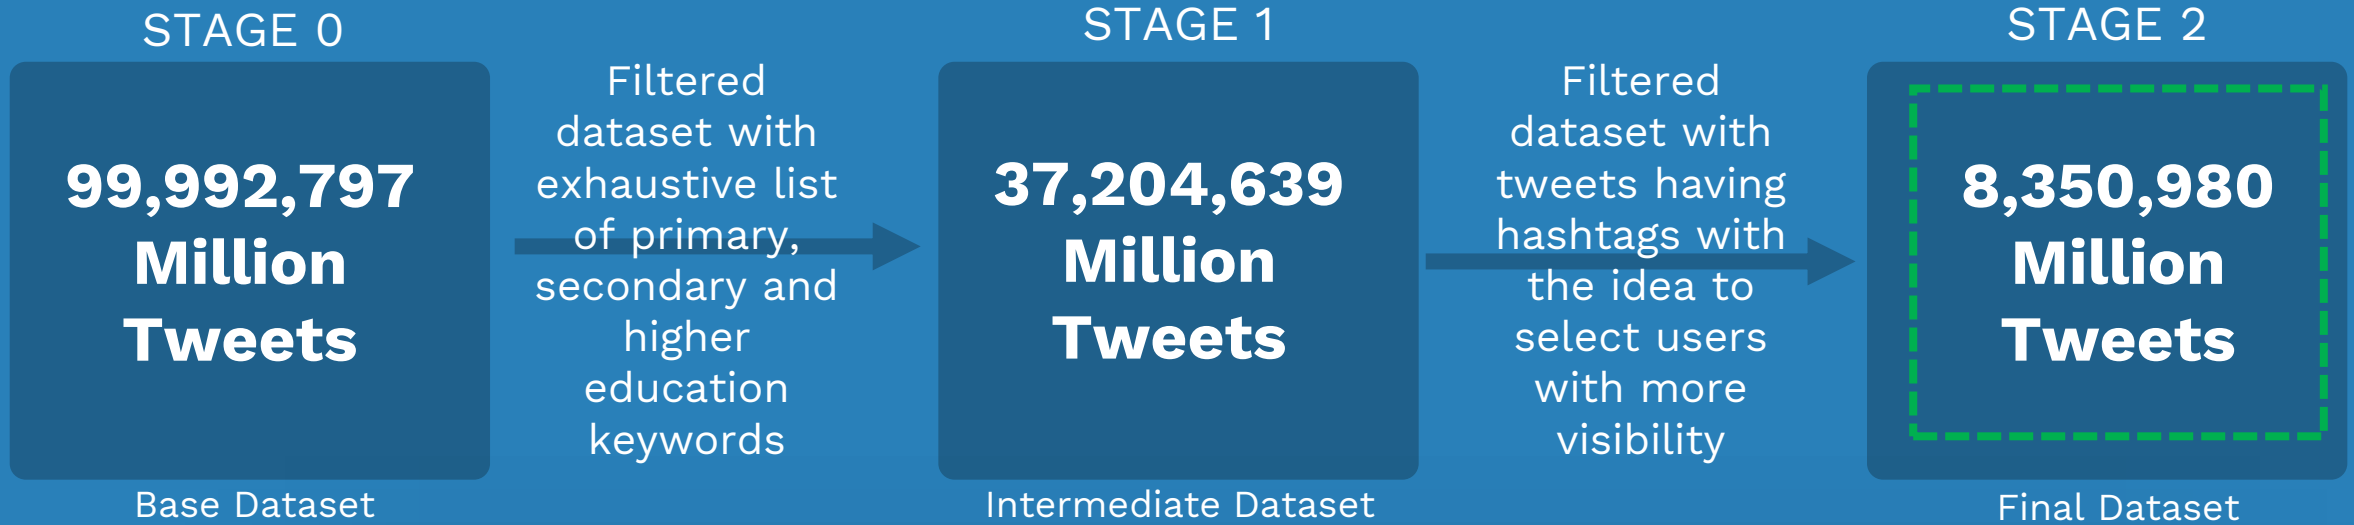 STAGE 0
99,992,797
Million
Tweets
Base Dataset
Filtered
dataset with
exhaustive list
of primary,
secondary and
higher
education
keywords
STAGE 1
37,204,639
Million
Tweets
Intermediate Dataset
Filtered
dataset with
tweets having
hashtags with
the idea to
select users
with more
visibility
STAGE 2
8,350,980
Million
Tweets
Final Dataset